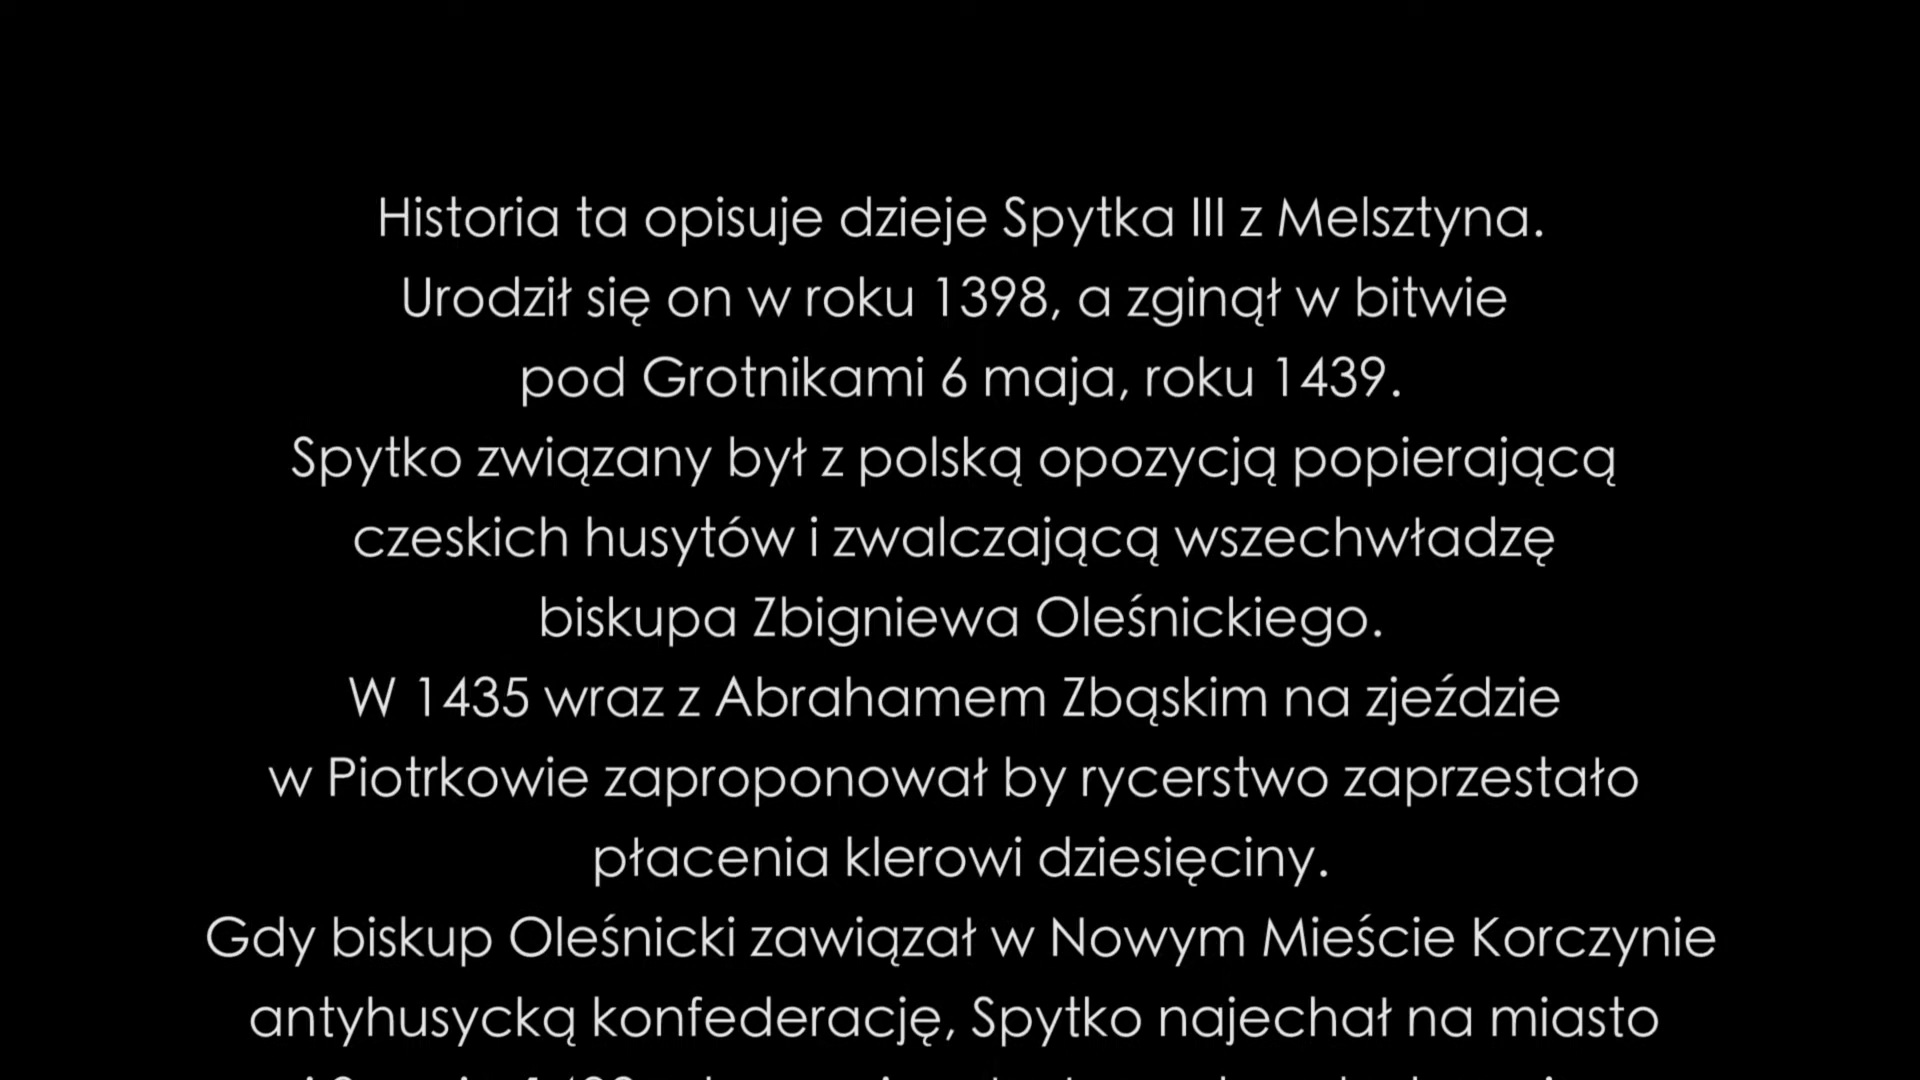 Historia ta opisuje dzieje Spytka III z Melsztyna.
Urodził się on w roku 1398, a zginął w bitwie
pod Grotnikami 6 maja, roku 1439.
Spytko związany był z polską opozycją popierającą
czeskich husytów i zwalczającą wszechwładzę
biskupa Zbigniewa Oleśnickiego.
W 1435 wraz z Abrahamem Zbąskim na zjeździe
w Piotrkowie zaproponował by rycerstwo zaprzestało
płacenia klerowi dziesięciny.
Gdy biskup Oleśnicki zawiązał w Nowym Mieście Korczynie
antyhusycką konfederację, Spytko najechał na miasto